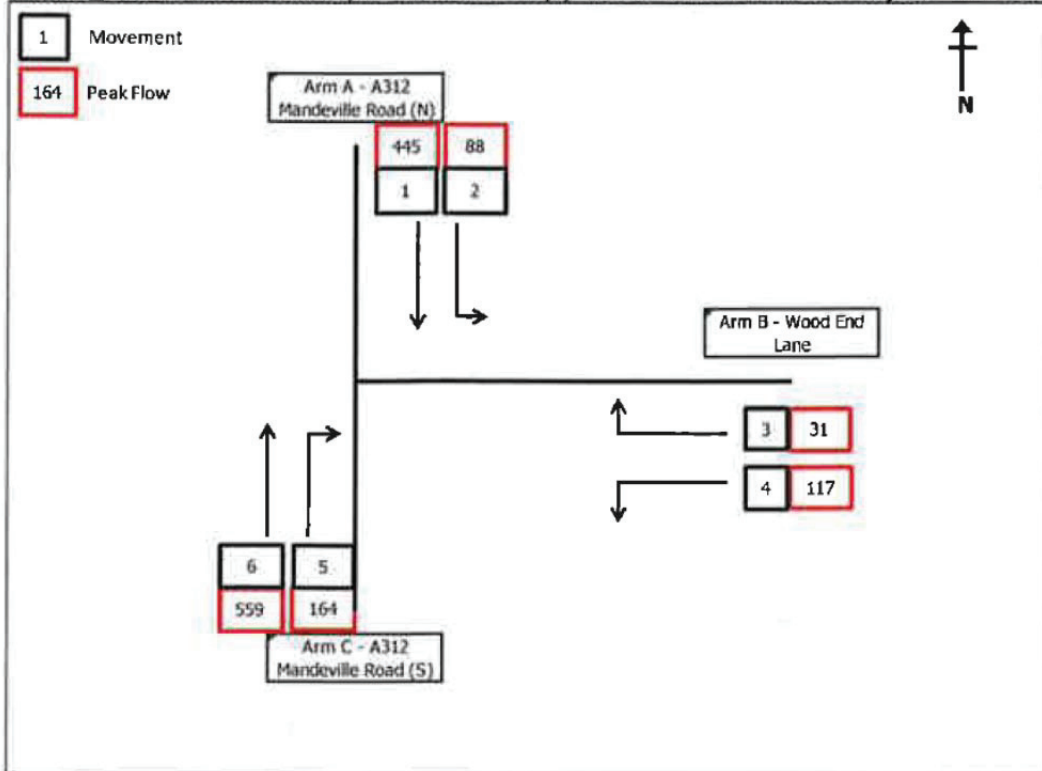 1 Movement
164 Peak Flow
N
Arm A - A312
Mandeville Road (N)
445 88
1 2
Arm B - Wood End
Lane
3 31
4 117
6 5
559 164
Arm C - A312
Mandeville Road (S)